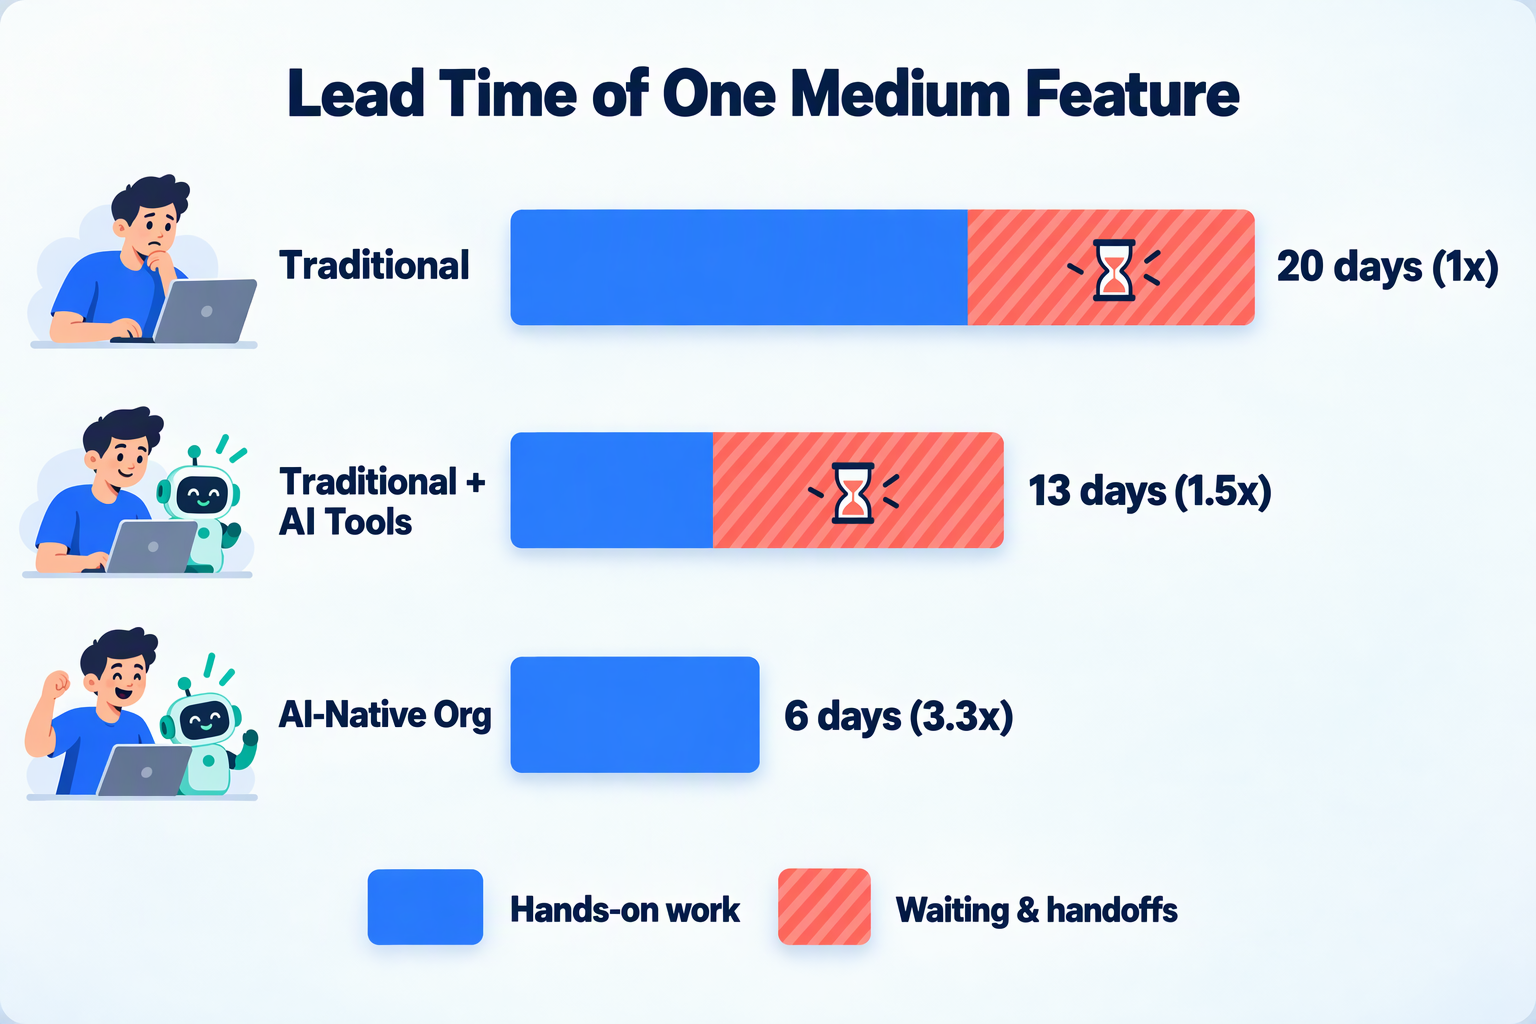 Lead Time of One Medium Feature
Traditional
20 days (1x)
Traditional +
AI Tools
13 days (1.5x)
AI-Native Org
6 days (3.3x)
Hands-on work
Waiting & handoffs